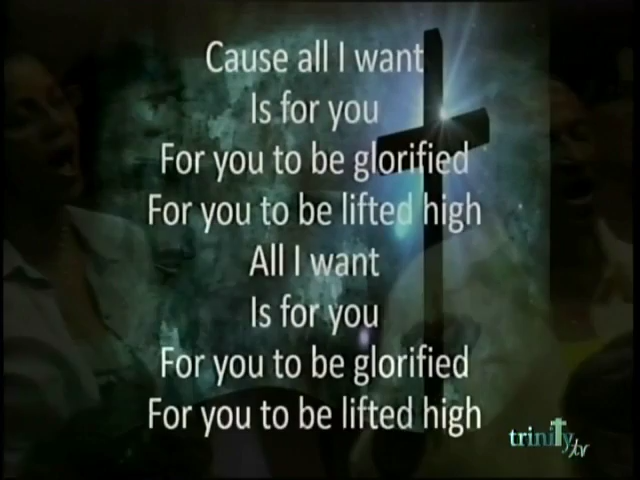 Cause all I want
Is for you
For you to be glorified
For you to be lifted high
All I want
Is for you
For you to be glorified
For you to be lifted high
trinity tv